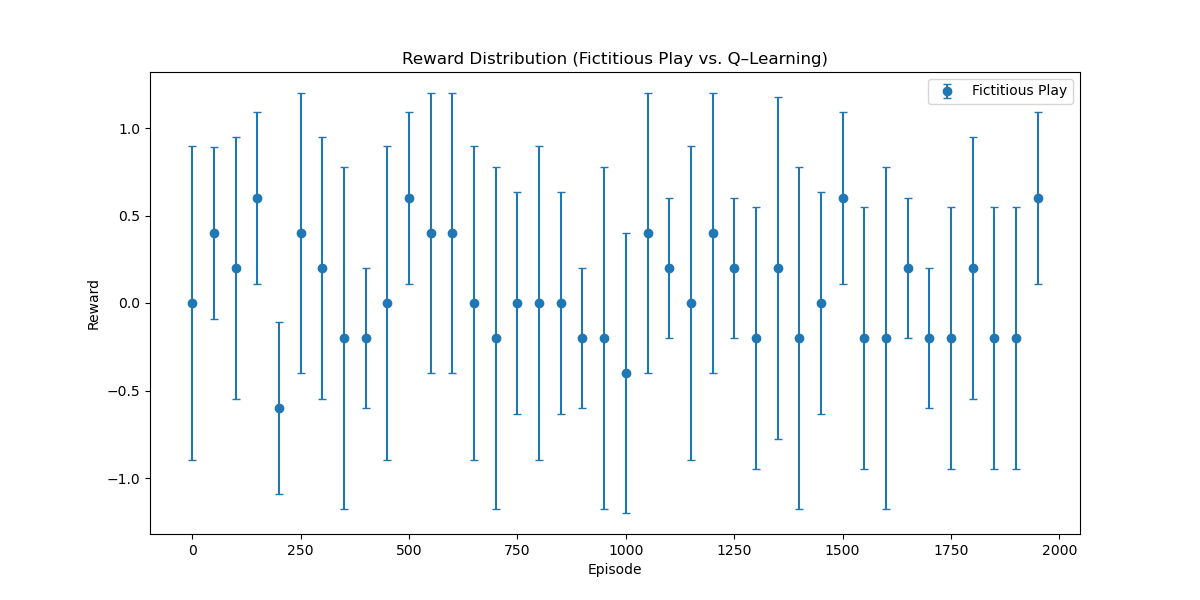 Reward Distribution (Fictitious Play vs. Q–Learning)
Fictitious Play
1.0
0.5
0.0
−0.5
−1.0
Reward
0 250 500 750 1000 1250 1500 1750 2000
Episode